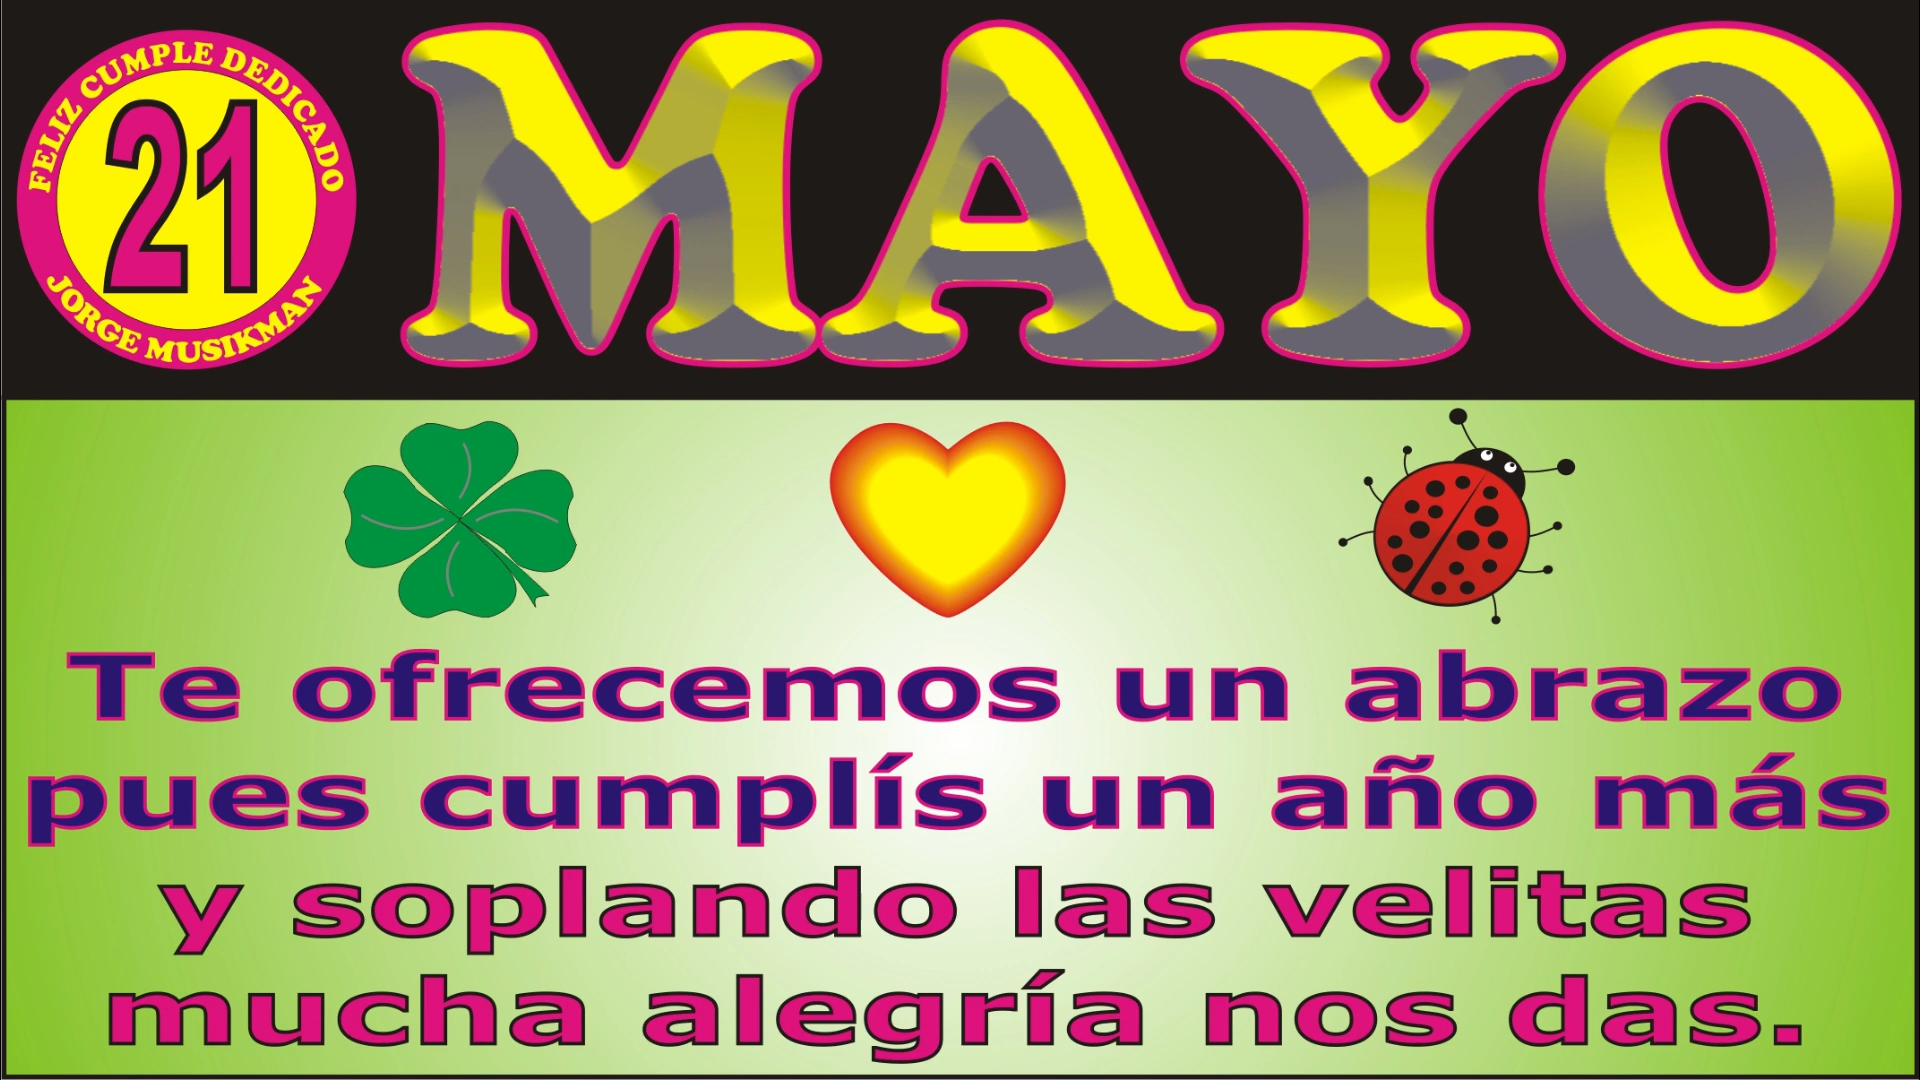 FELIZ CUMPLE DEDICADO
21
JORGE MUSIKMAN
MAYO
Te ofrecemos un abrazo
pues cumplís un año más
y soplando las velitas
mucha alegría nos das.